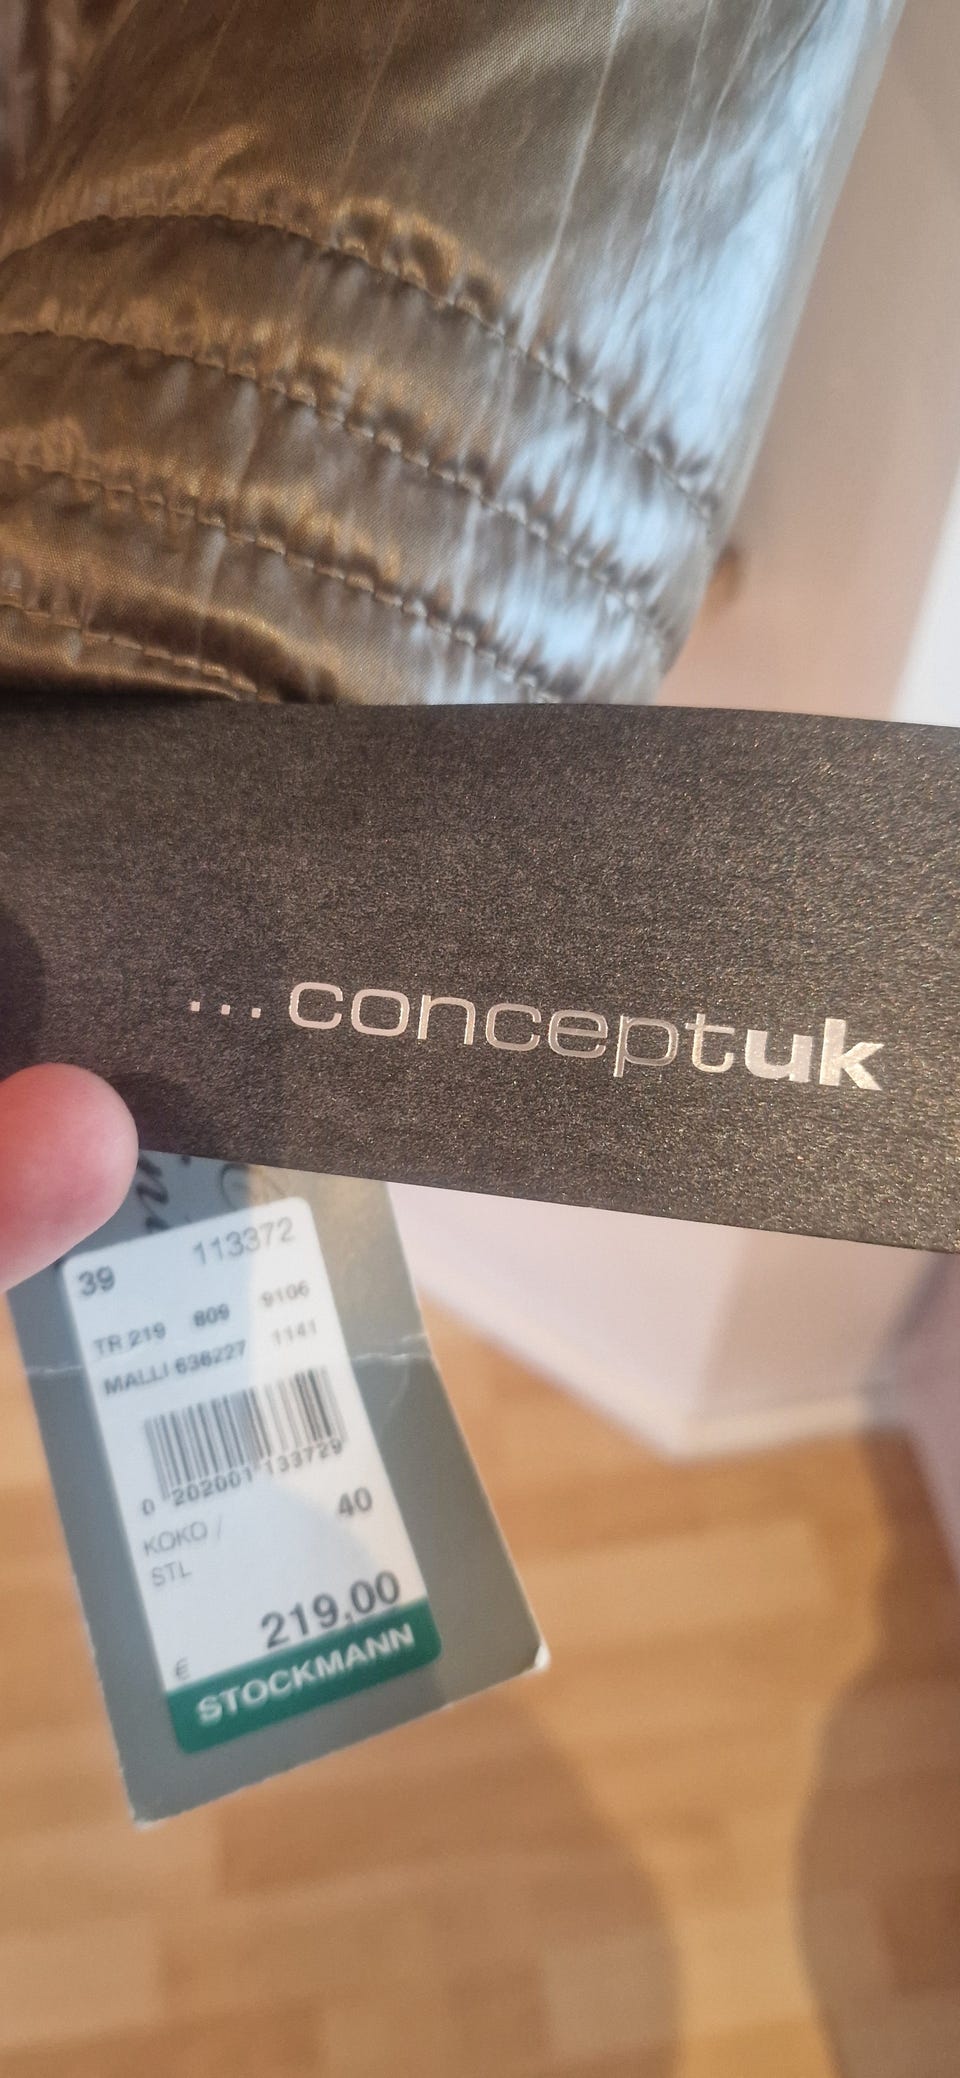 ...conceptuk
39 113372
TR 219 809 9106
MALLI 636227 1141
0 202001 133729
KOKO / 40
STL
219,00
€
STOCKMANN